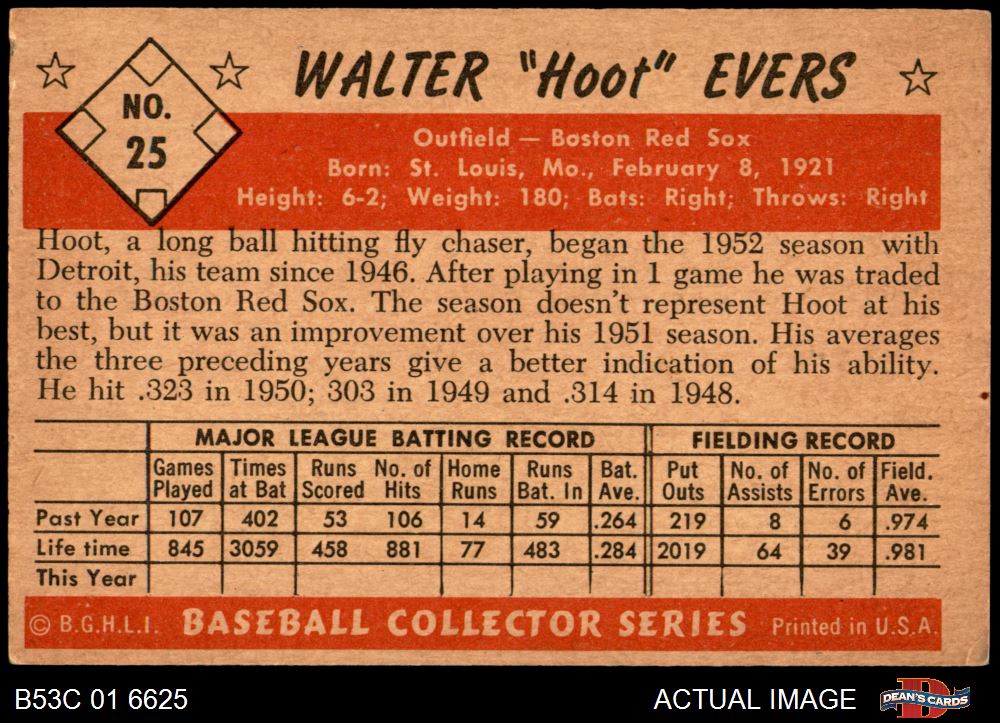 NO.
25
WALTER "Hoot" EVERS
Outfield — Boston Red Sox
Born: St. Louis, Mo., February 8, 1921
Height: 6-2; Weight: 180; Bats: Right; Throws: Right
Hoot, a long ball hitting fly chaser, began the 1952 season with
Detroit, his team since 1946. After playing in 1 game he was traded
to the Boston Red Sox. The season doesn't represent Hoot at his
best, but it was an improvement over his 1951 season. His averages
the three preceding years give a better indication of his ability.
He hit .323 in 1950; 303 in 1949 and .314 in 1948.
MAJOR LEAGUE BATTING RECORD FIELDING RECORD
Games Times Runs No. of Home Runs Bat. Put No. of No. of Field.
Played at Bat Scored Hits Runs Bat. In Ave. Outs Assists Errors Ave.
Past Year 107 402 53 106 14 59 .264 219 8 6 .974
Life time 845 3059 458 881 77 483 .284 2019 64 39 .981
This Year
© B.G.H.L.I. BASEBALL COLLECTOR SERIES Printed in U.S.A.
B53C 01 6625 ACTUAL IMAGE D DEAN'S CARDS